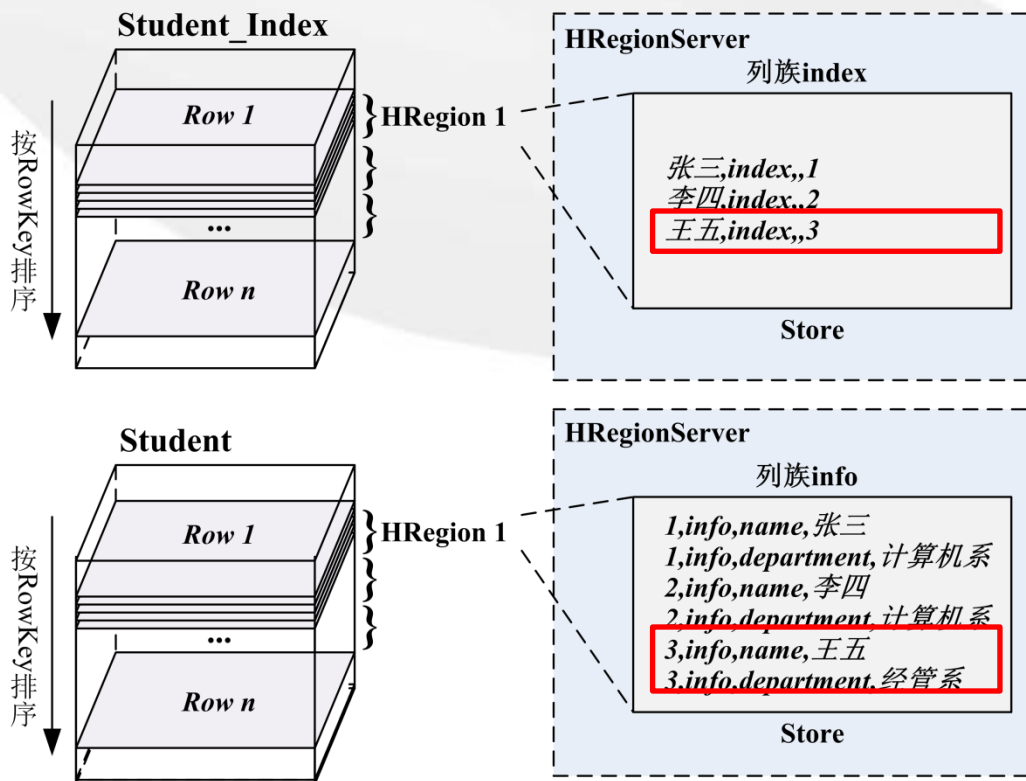 Student_Index
按RowKey排序
Row 1
...
Row n
HRegion 1
HRegionServer
列族index
张三,index,,1
李四,index,,2
王五,index,,3
Store
Student
按RowKey排序
Row 1
...
Row n
HRegion 1
HRegionServer
列族info
1,info,name,张三
1,info,department,计算机系
2,info,name,李四
2,info,department,计算机系
3,info,name,王五
3,info,department,经管系
Store